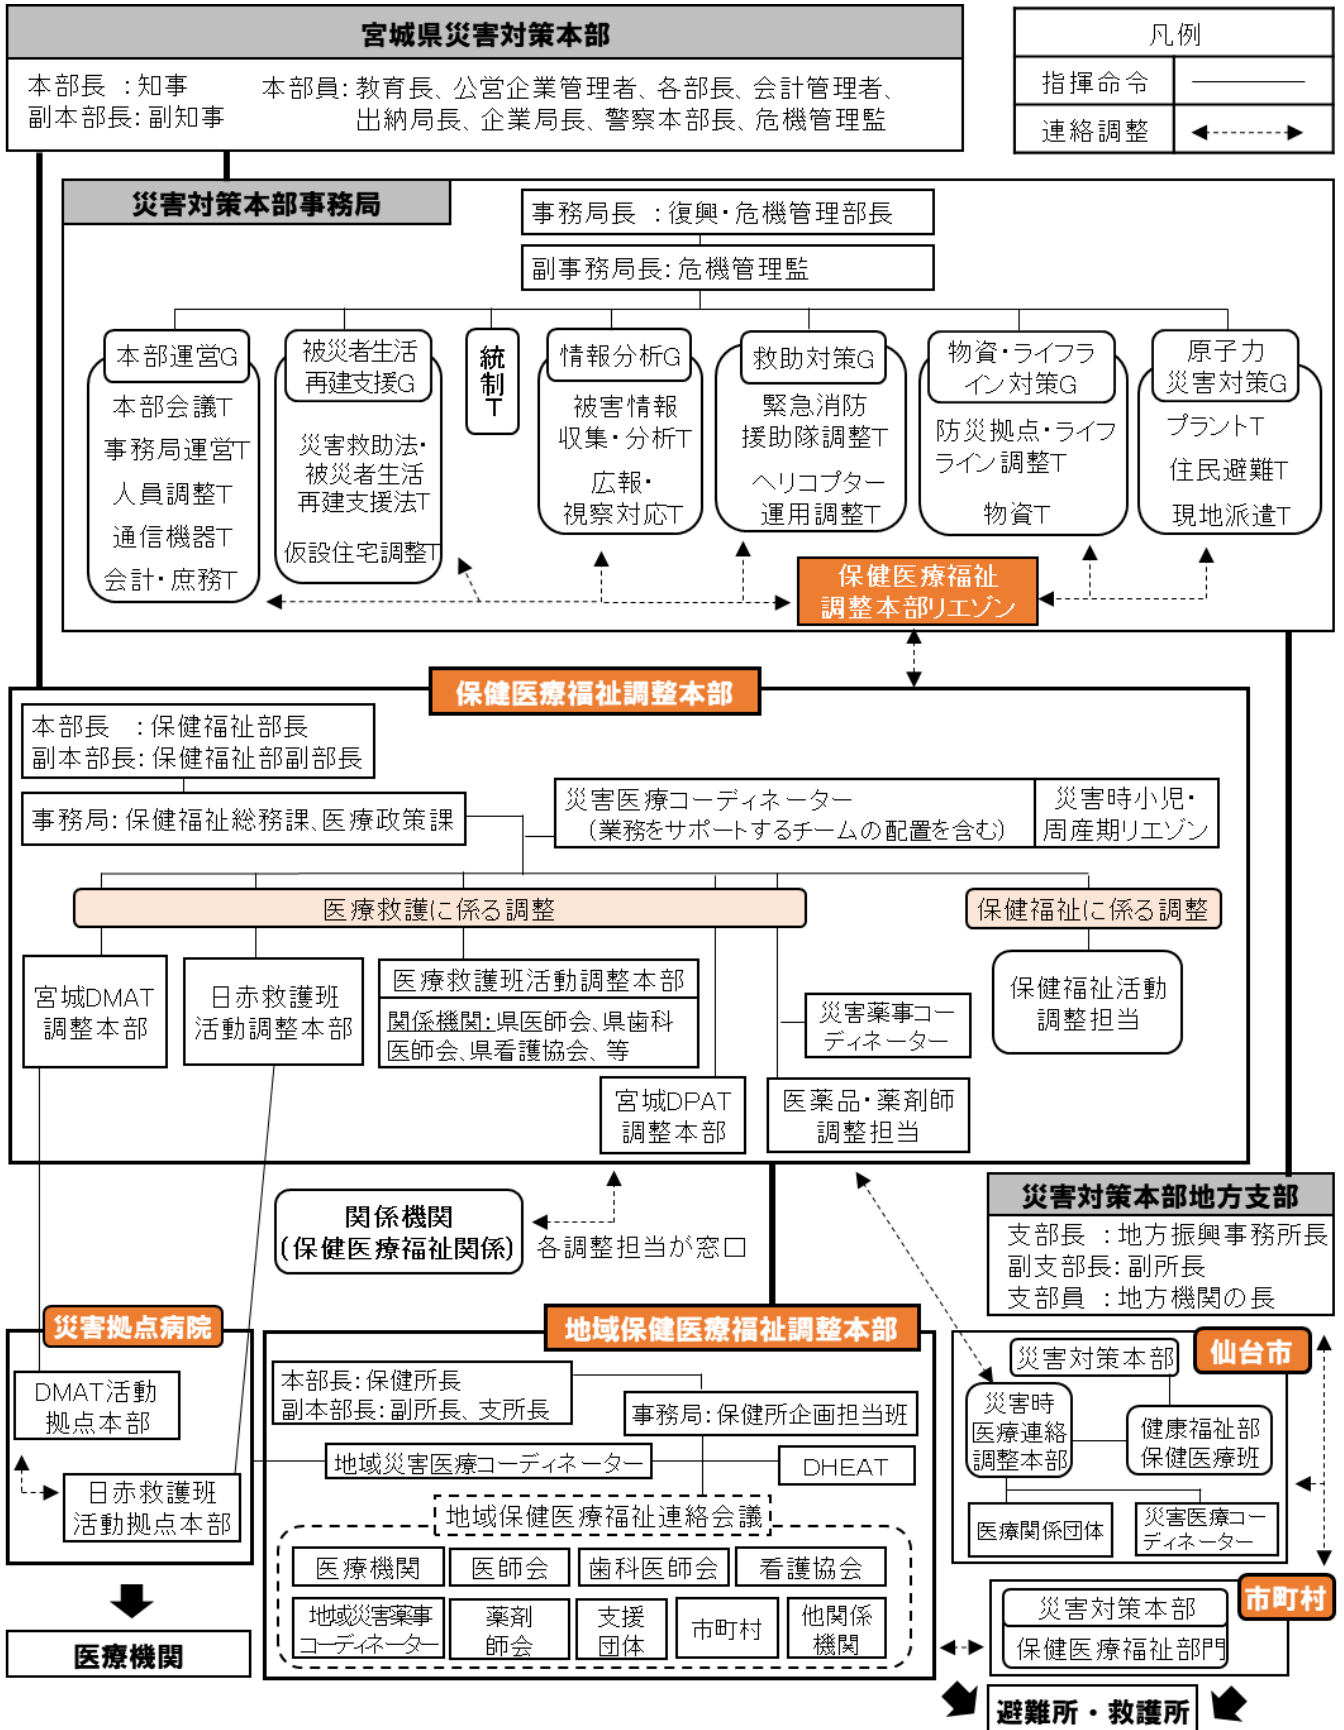 宮城県災害対策本部
本部長　：知事
副本部長：副知事
本部員：教育長、公営企業管理者、各部長、会計管理者、
出納局長、企業局長、警察本部長、危機管理監
凡例
指揮命令
連絡調整
災害対策本部事務局
事務局長　：復興・危機管理部長
副事務局長：危機管理監
本部運営G
本部会議T
事務局運営T
人員調整T
通信機器T
会計・庶務T
被災者生活
再建支援G
災害救助法・
被災者生活
再建支援法T
仮設住宅調整T
統制T
情報分析G
被害情報
収集・分析T
広報・
視察対応T
救助対策G
緊急消防
援助隊調整T
ヘリコプター
運用調整T
物資・ライフラ
イン対策G
防災拠点・ライフ
ライン調整T
物資T
原子力
災害対策G
プラントT
住民避難T
現地派遣T
保健医療福祉
調整本部リエゾン
保健医療福祉調整本部
本部長　：保健福祉部長
副本部長：保健福祉部副部長
事務局：保健福祉総務課、医療政策課
災害医療コーディネーター
（業務をサポートするチームの配置を含む）
災害時小児・
周産期リエゾン
医療救護に係る調整
保健福祉に係る調整
宮城DMAT
調整本部
日赤救護班
活動調整本部
医療救護班活動調整本部
関係機関：県医師会、県歯科
医師会、県看護協会、等
災害薬事コー
ディネーター
保健福祉活動
調整担当
宮城DPAT
調整本部
医薬品・薬剤師
調整担当
関係機関
(保健医療福祉関係)
各調整担当が窓口
災害対策本部地方支部
支部長　：地方振興事務所長
副支部長：副所長
支部員　：地方機関の長
災害拠点病院
DMAT活動
拠点本部
日赤救護班
活動拠点本部
医療機関
地域保健医療福祉調整本部
本部長：保健所長
副本部長：副所長、支所長
事務局：保健所企画担当班
地域災害医療コーディネーター
DHEAT
地域保健医療福祉連絡会議
医療機関
医師会
歯科医師会
看護協会
地域災害薬事
コーディネーター
薬剤
師会
支援
団体
市町村
他関係
機関
仙台市
災害対策本部
災害時
医療連絡
調整本部
健康福祉部
保健医療班
医療関係団体
災害医療コー
ディネーター
市町村
災害対策本部
保健医療福祉部門
避難所・救護所